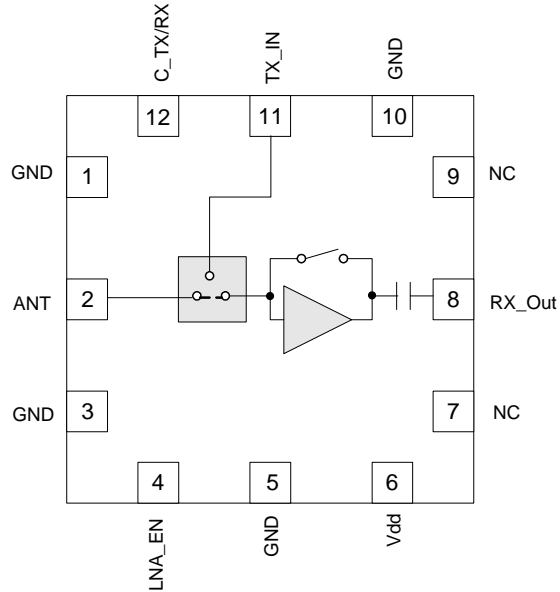 C_TX/RX
TX_IN
GND
12
11
10
GND
1
9
NC
ANT
2
8
RX_Out
GND
3
7
NC
4
5
6
LNA_EN
GND
Vdd